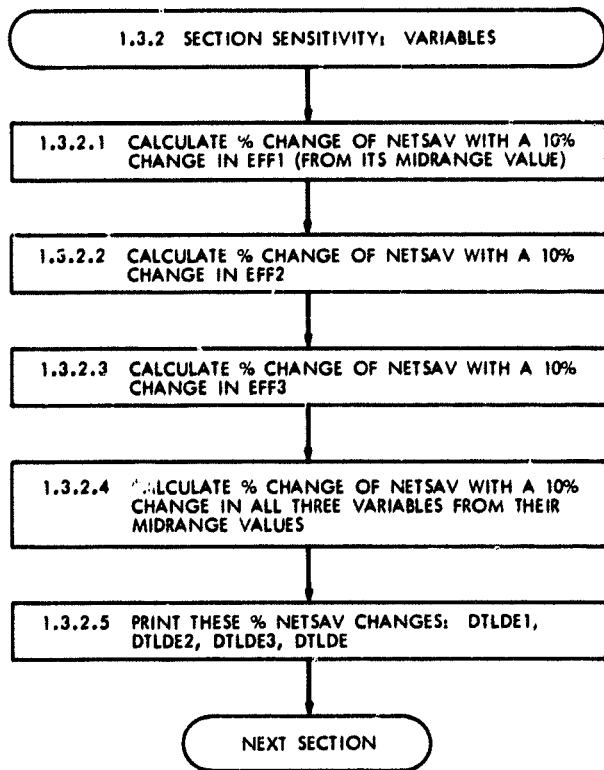 1.3.2 SECTION SENSITIVITY: VARIABLES
1.3.2.1 CALCULATE % CHANGE OF NETSAV WITH A 10%
CHANGE IN EFF1 (FROM ITS MIDRANGE VALUE)
1.3.2.2 CALCULATE % CHANGE OF NETSAV WITH A 10%
CHANGE IN EFF2
1.3.2.3 CALCULATE % CHANGE OF NETSAV WITH A 10%
CHANGE IN EFF3
1.3.2.4 CALCULATE % CHANGE OF NETSAV WITH A 10%
CHANGE IN ALL THREE VARIABLES FROM THEIR
MIDRANGE VALUES
1.3.2.5 PRINT THESE % NETSAV CHANGES: DTLDE1,
DTLDE2, DTLDE3, DTLDE
NEXT SECTION